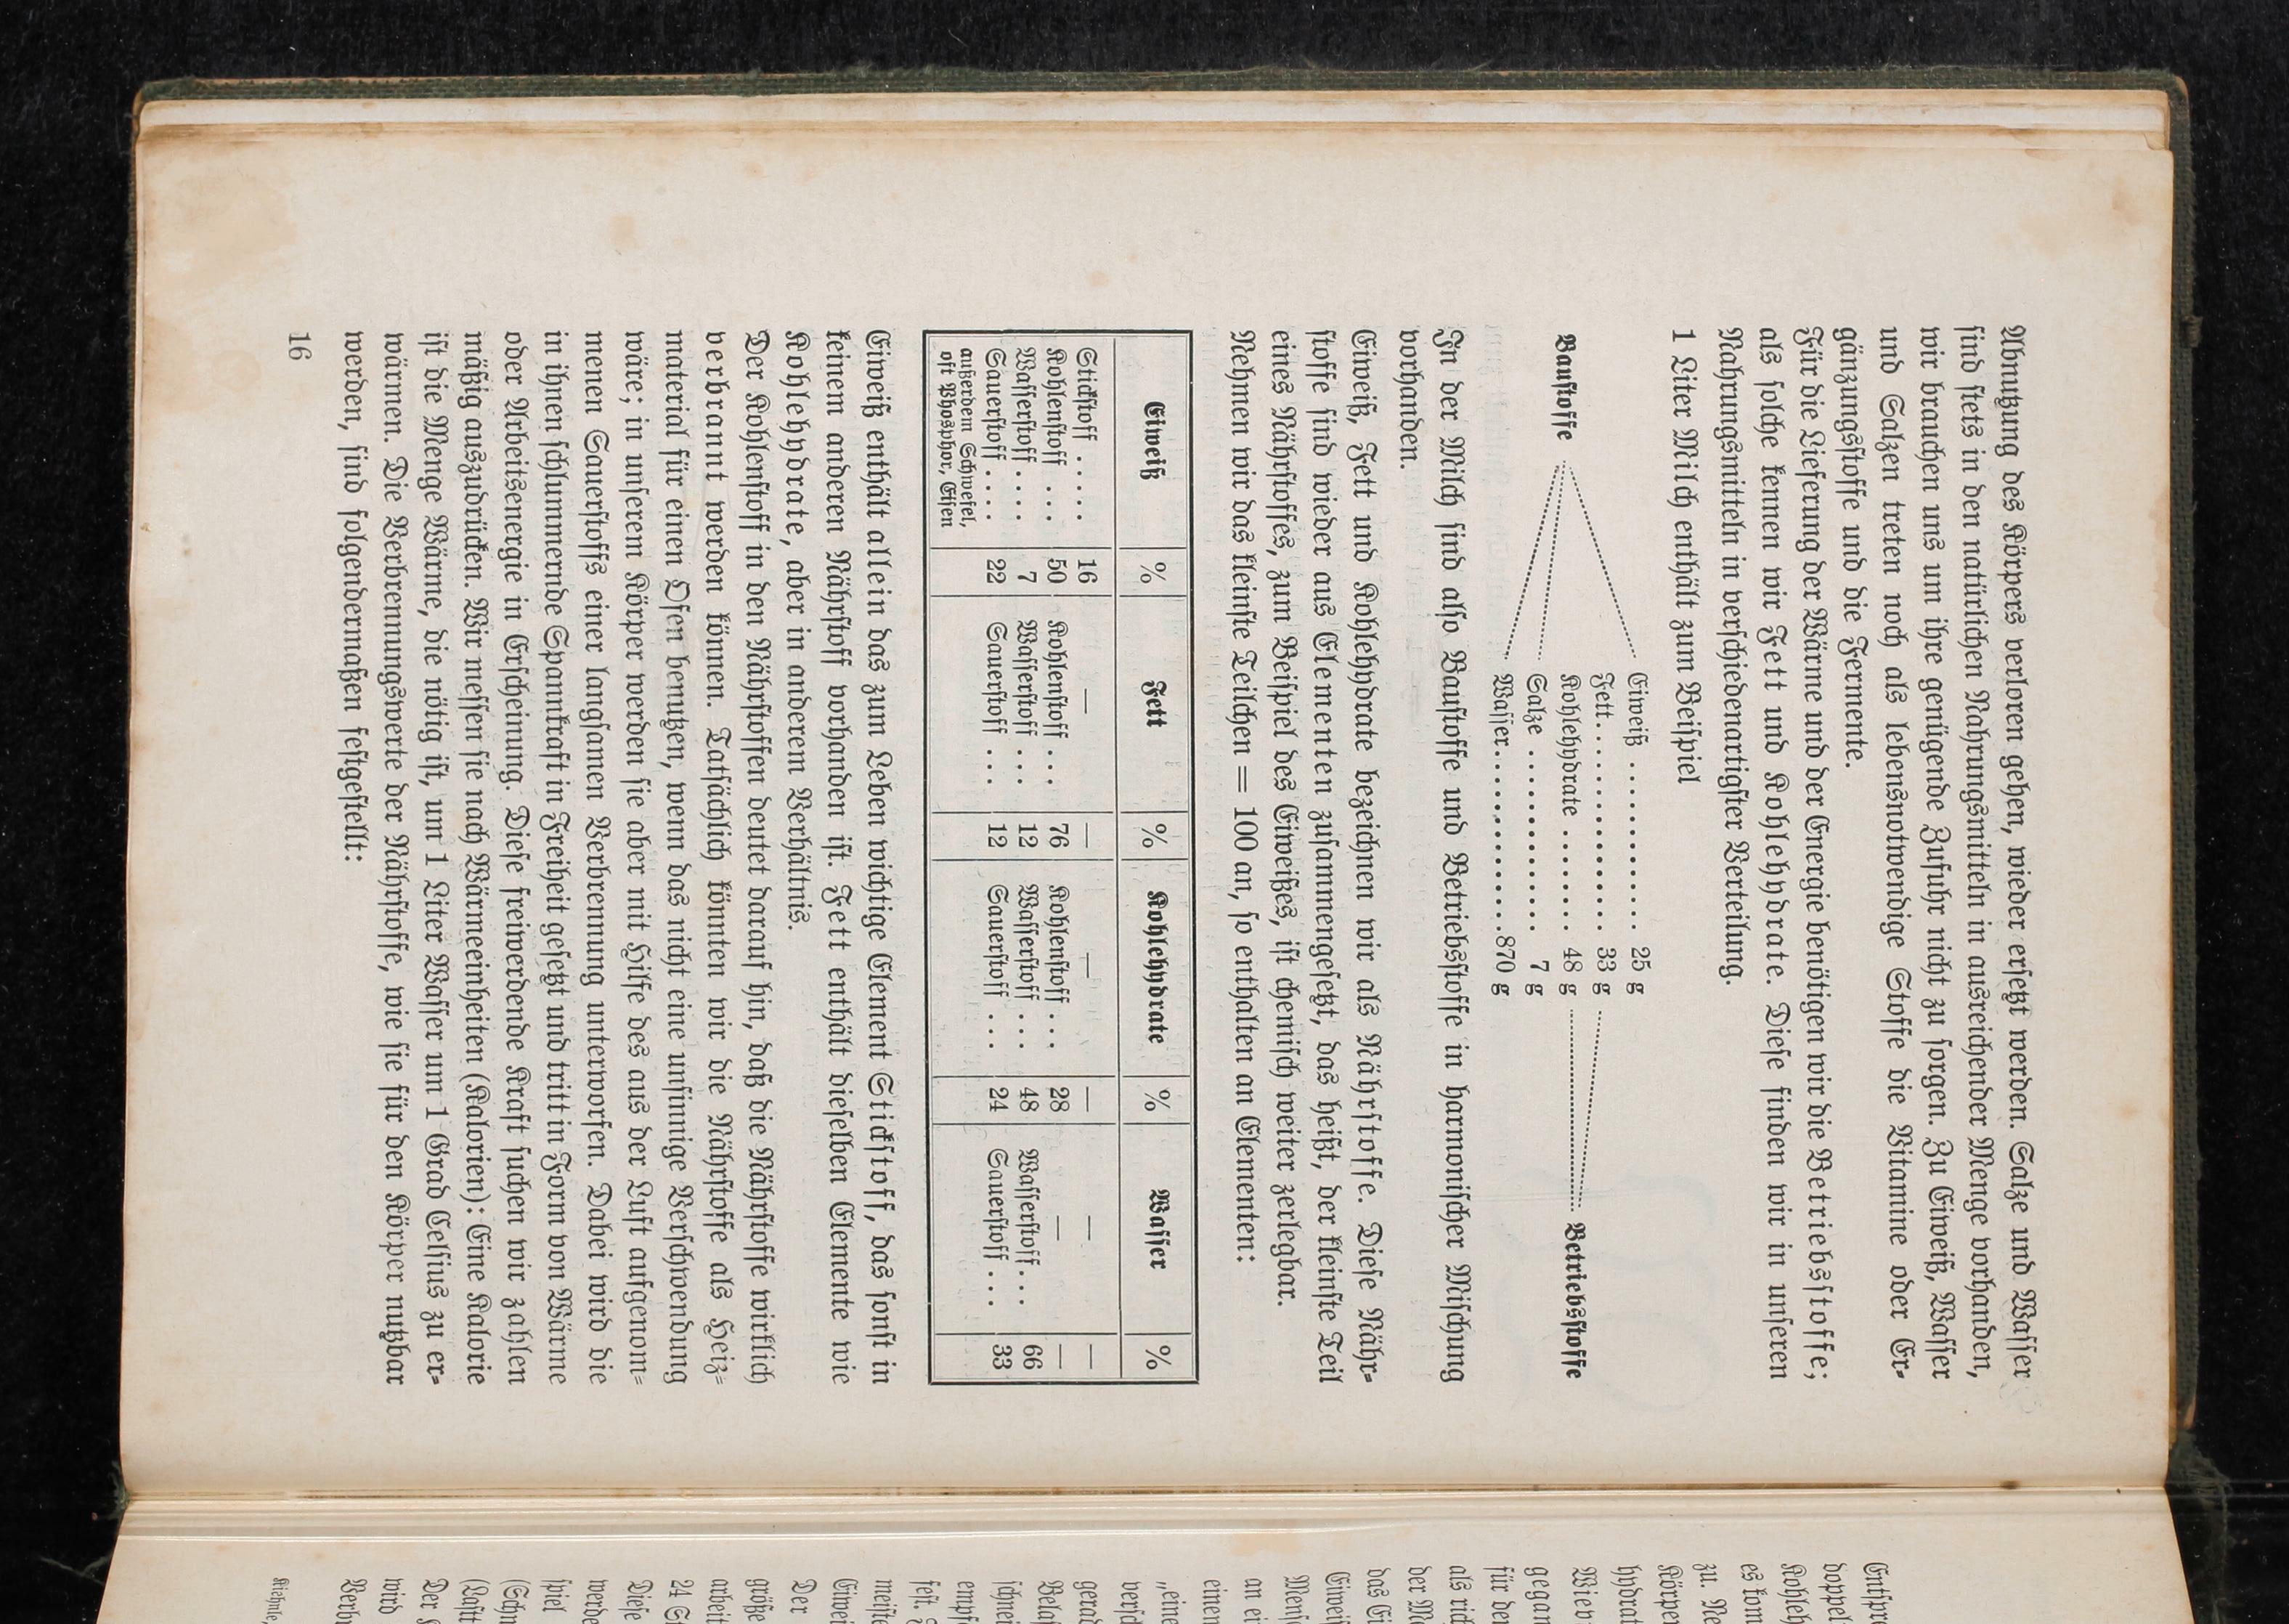 Abnutzung des Körpers verloren gehen, wieder ersetzt werden. Salze und Wasser
sind stets in den natürlichen Nahrungsmitteln in ausreichender Menge vorhanden,
wir brauchen uns um ihre genügende Zufuhr nicht zu sorgen. Zu Eiweiß, Wasser
und Salzen treten noch als lebensnotwendige Stoffe die Vitamine oder Er-
gänzungsstoffe und die Fermente.
Für die Lieferung der Wärme und der Energie benötigen wir die Betriebsstoffe;
als solche kennen wir Fett und Kohlehydrate. Diese finden wir in unseren
Nahrungsmitteln in verschiedenartigster Verteilung.
1 Liter Milch enthält zum Beispiel
Eiweiß ............ 25 g
Fett ............... 33 g
Baustoffe Kohlehydrate ........ 48 g Betriebsstoffe
Salze ............. 7 g
Wasser ............. 870 g
In der Milch sind also Baustoffe und Betriebsstoffe in harmonischer Mischung
vorhanden.
Eiweiß, Fett und Kohlehydrate bezeichnen wir als Nährstoffe. Diese Nähr-
stoffe sind wieder aus Elementen zusammengesetzt, das heißt, der kleinste Teil
eines Nährstoffes, zum Beispiel des Eiweißes, ist chemisch weiter zerlegbar.
Nehmen wir das kleinste Teilchen = 100 an, so enthalten an Elementen:
Eiweiß % Fett % Kohlehydrate % Wasser %
Stickstoff ..... 16 — — — — — —
Kohlenstoff .... 50 Kohlenstoff ... 76 Kohlenstoff ... 28 — —
Wasserstoff .... 7 Wasserstoff ... 12 Wasserstoff ... 48 Wasserstoff ... 66
Sauerstoff .... 22 Sauerstoff ... 12 Sauerstoff ... 24 Sauerstoff ... 33
außerdem Schwefel,
oft Phosphor, Eisen
Eiweiß enthält allein das zum Leben wichtige Element Stickstoff, das sonst in
keinem anderen Nährstoff vorhanden ist. Fett enthält dieselben Elemente wie
Kohlehydrate, aber in anderem Verhältnis.
Der Kohlenstoff in den Nährstoffen deutet darauf hin, daß die Nährstoffe wirklich
verbrannt werden können. Tatsächlich könnten wir die Nährstoffe als Heiz-
material für einen Ofen benutzen, wenn das nicht eine unsinnige Verschwendung
wäre; in unserem Körper werden sie aber mit Hilfe des aus der Luft aufgenom-
menen Sauerstoffs einer langsamen Verbrennung unterworfen. Dabei wird die
in ihnen schlummernde Spannkraft in Freiheit gesetzt und tritt in Form von Wärme
oder Arbeitsenergie in Erscheinung. Diese freiwerdende Kraft suchen wir zahlen
mäßig auszudrücken. Wir messen sie nach Wärmeeinheiten (Kalorien): Eine Kalorie
ist die Menge Wärme, die nötig ist, um 1 Liter Wasser um 1 Grad Celsius zu er-
wärmen. Die Verbrennungswerte der Nährstoffe, wie sie für den Körper nutzbar
werden, sind folgendermaßen festgestellt:
16